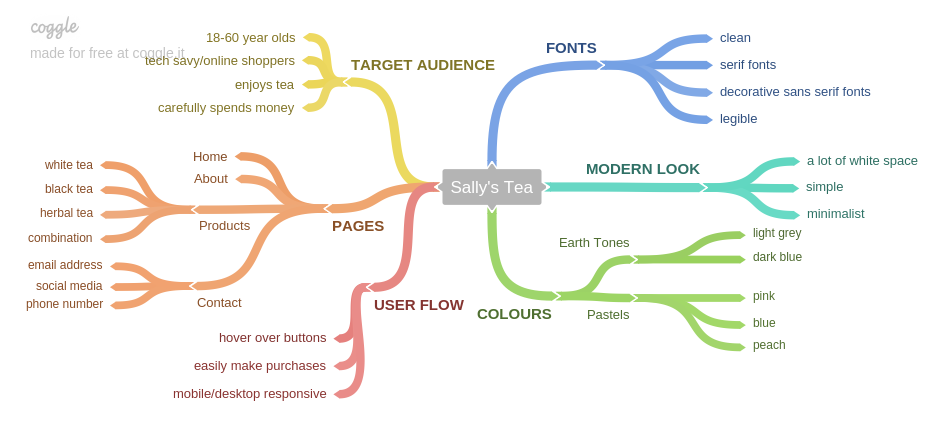 coggle
made for free at coggle.it
Sally's Tea
TARGET AUDIENCE
18-60 year olds
tech savy/online shoppers
enjoys tea
carefully spends money
PAGES
Home
About
Products
white tea
black tea
herbal tea
combination
Contact
email address
social media
phone number
USER FLOW
hover over buttons
easily make purchases
mobile/desktop responsive
FONTS
clean
serif fonts
decorative sans serif fonts
legible
MODERN LOOK
a lot of white space
simple
minimalist
COLOURS
Earth Tones
light grey
dark blue
Pastels
pink
blue
peach